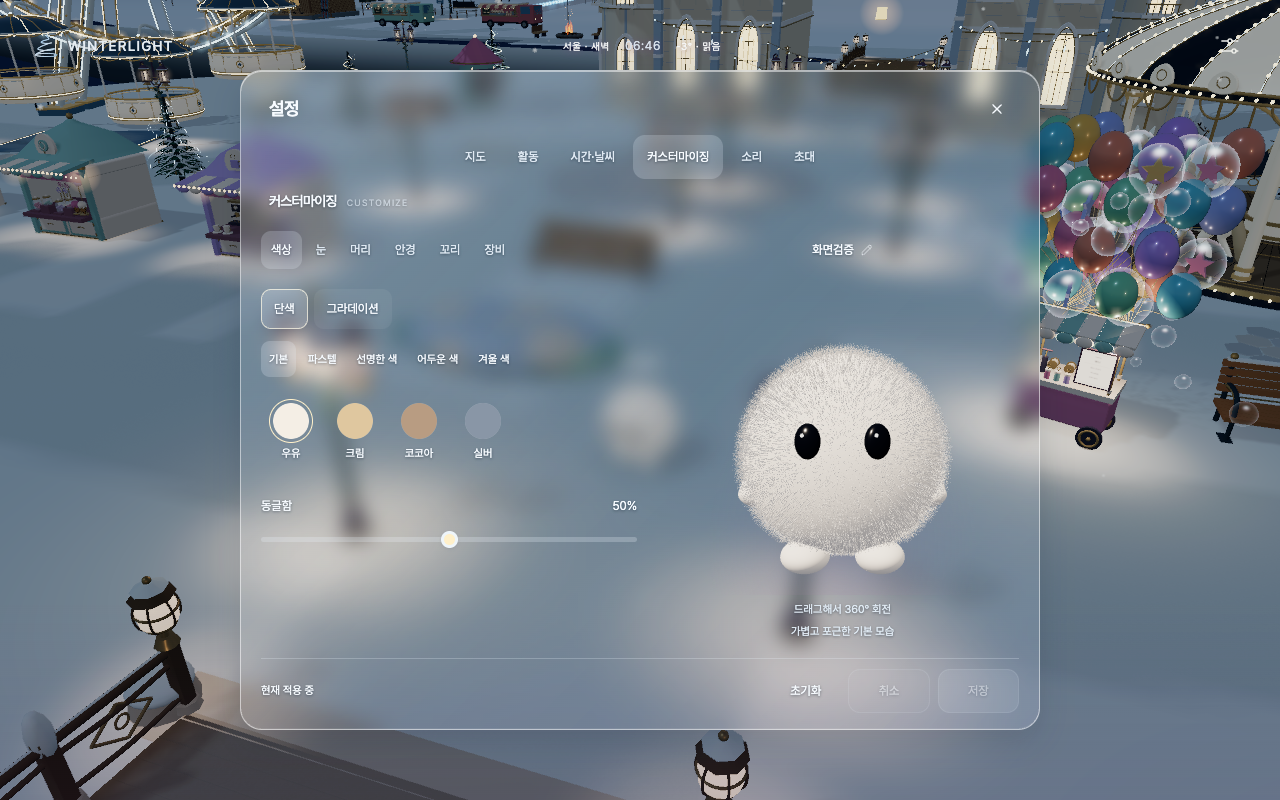 WINTERLIGHT
서울 · 새벽 06:46 맑음
설정
지도 활동 시간·날씨 커스터마이징 소리 초대
커스터마이징 CUSTOMIZE
색상 눈 머리 안경 꼬리 장비
화면검증
단색 그라데이션
기본 파스텔 선명한 색 어두운 색 겨울 색
우유 크림 코코아 실버
동글함 50%
드래그해서 360° 회전
가볍고 포근한 기본 모습
현재 적용 중 초기화 취소 저장